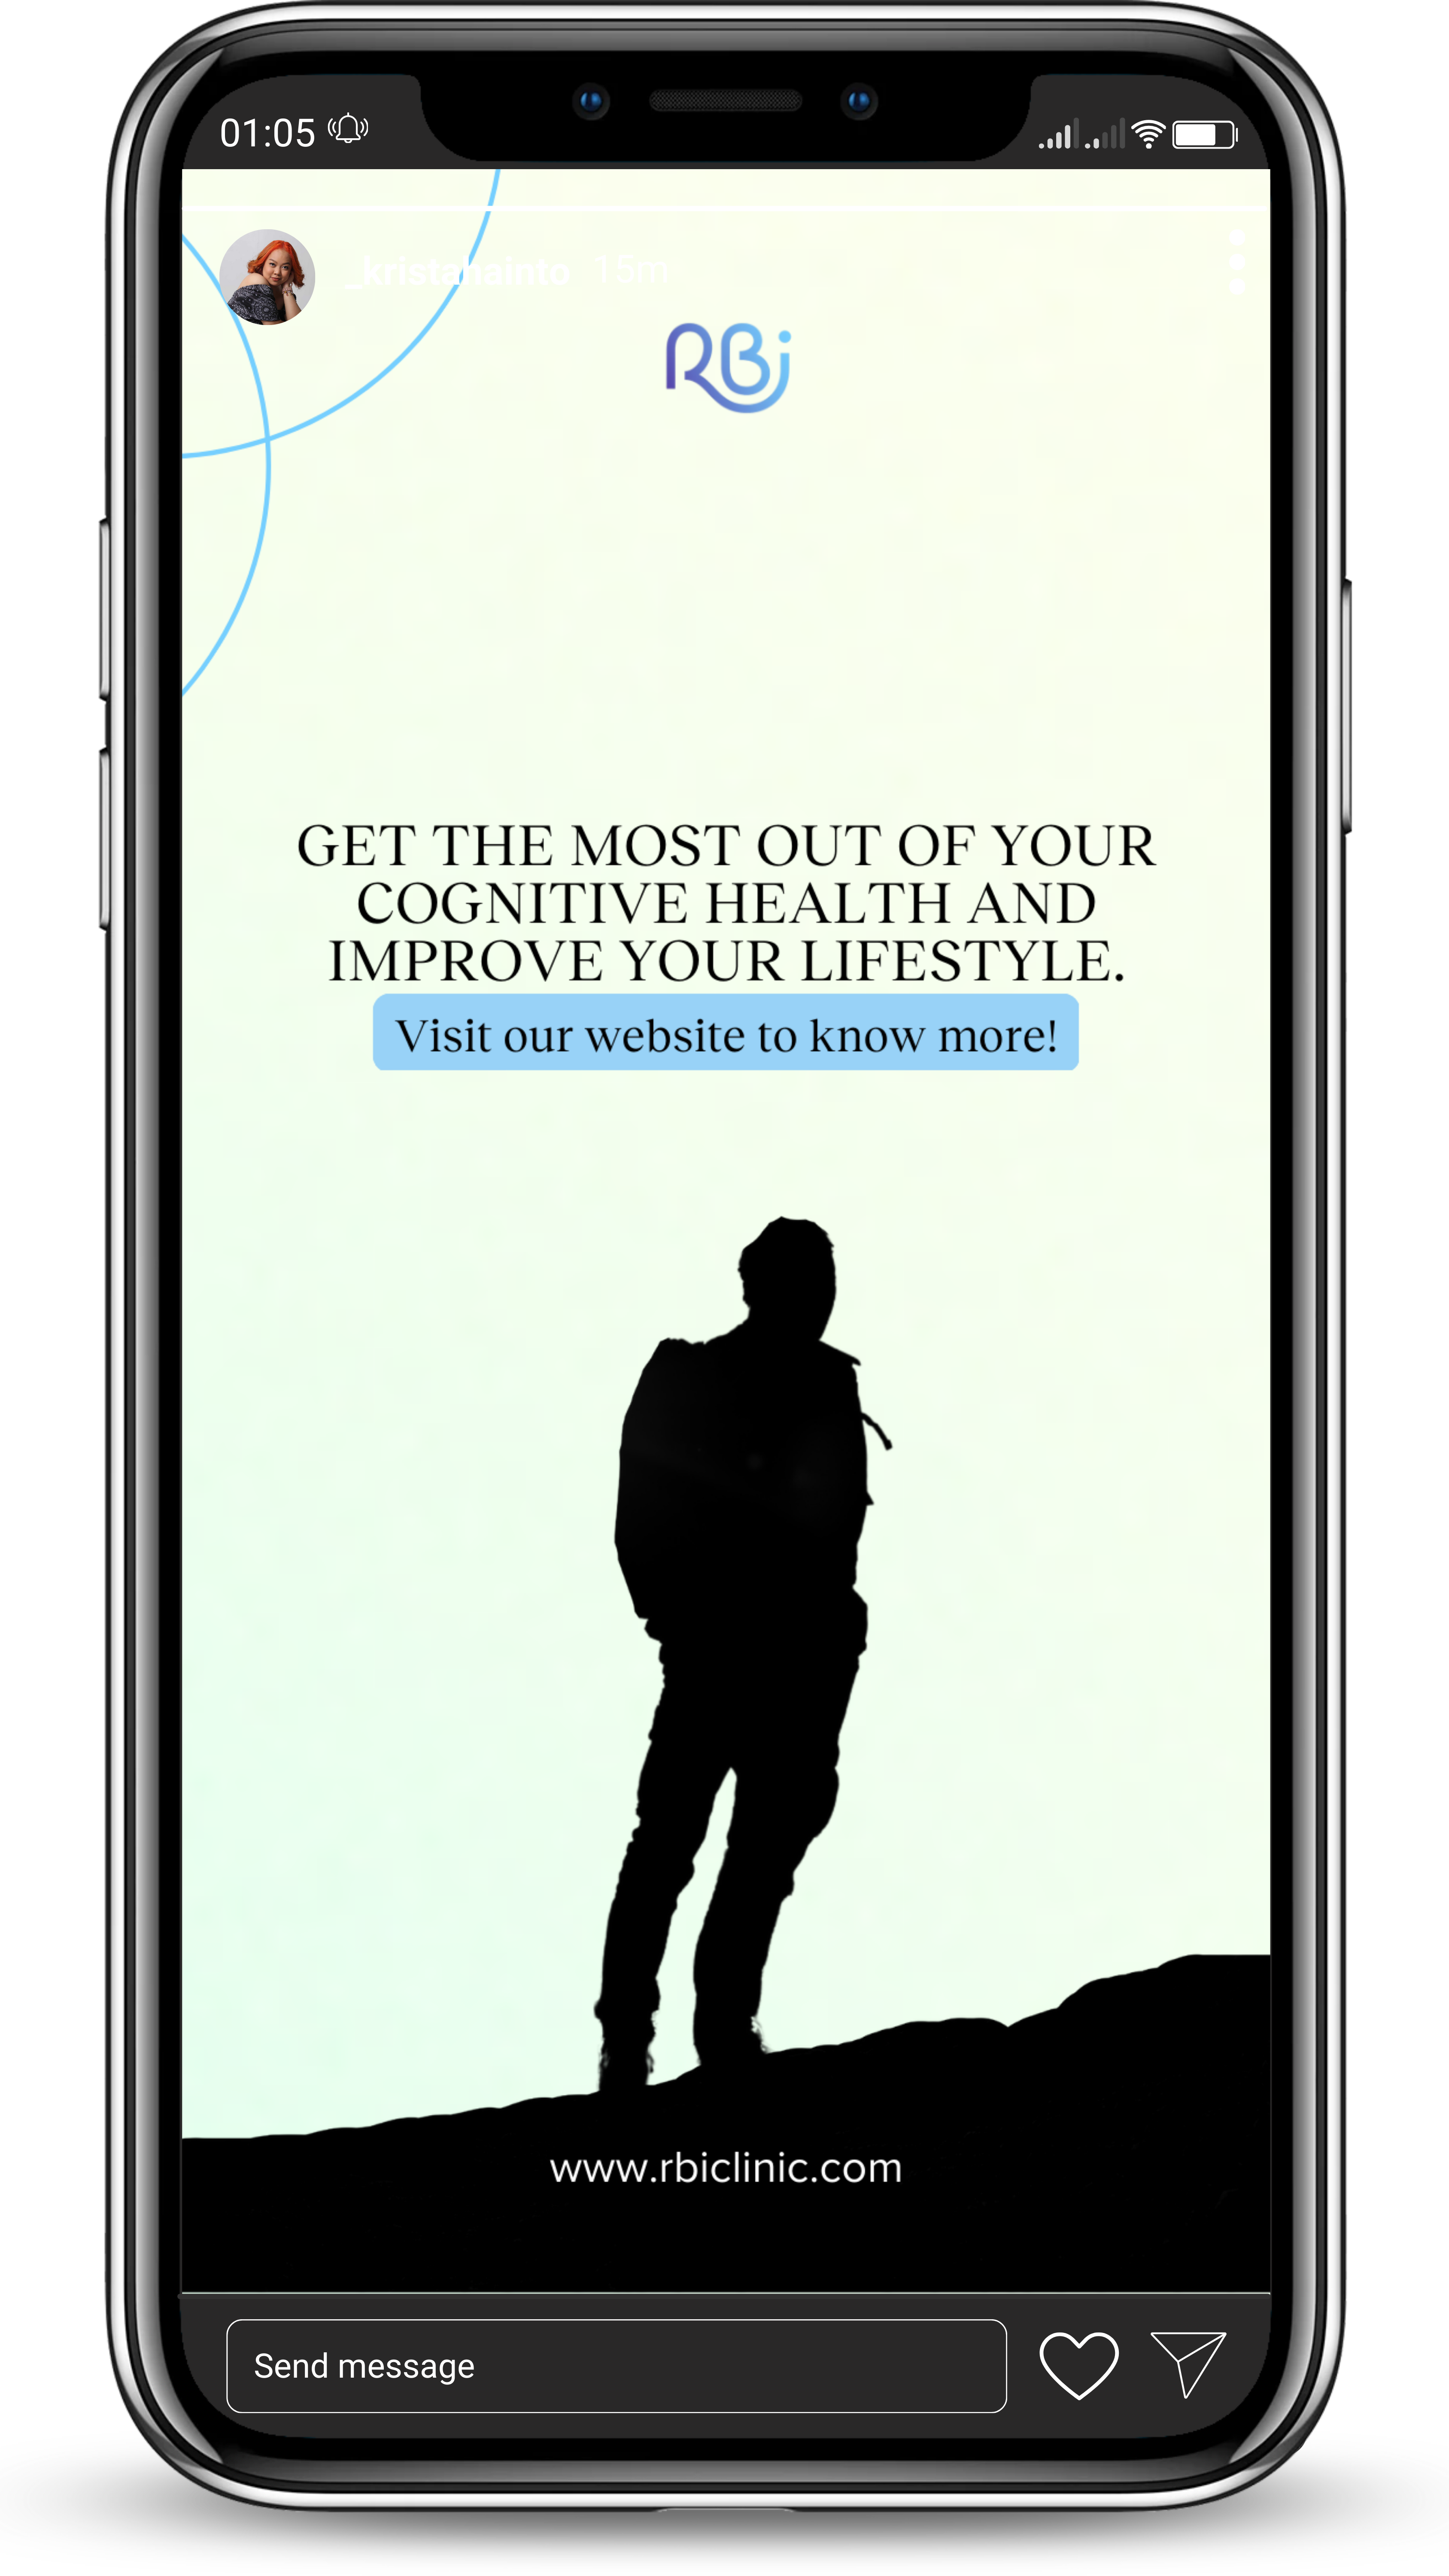 01:05
_kristahainto 15m
RBi
GET THE MOST OUT OF YOUR
COGNITIVE HEALTH AND
IMPROVE YOUR LIFESTYLE.
Visit our website to know more!
www.rbiclinic.com
Send message